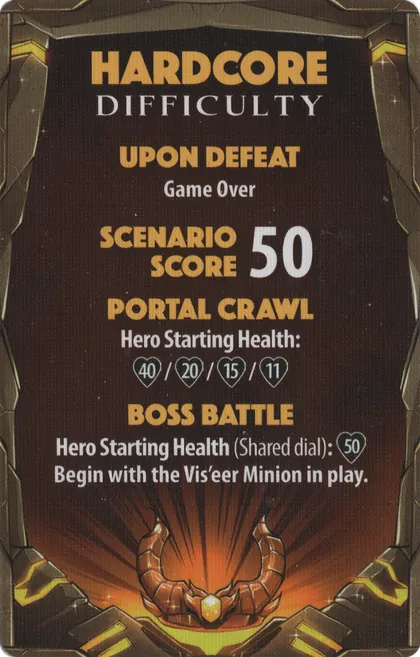 HARDCORE
DIFFICULTY
UPON DEFEAT
Game Over
SCENARIO
SCORE 50
PORTAL CRAWL
Hero Starting Health:
40 / 20 / 15 / 11
BOSS BATTLE
Hero Starting Health (Shared dial): 50
Begin with the Vis'eer Minion in play.